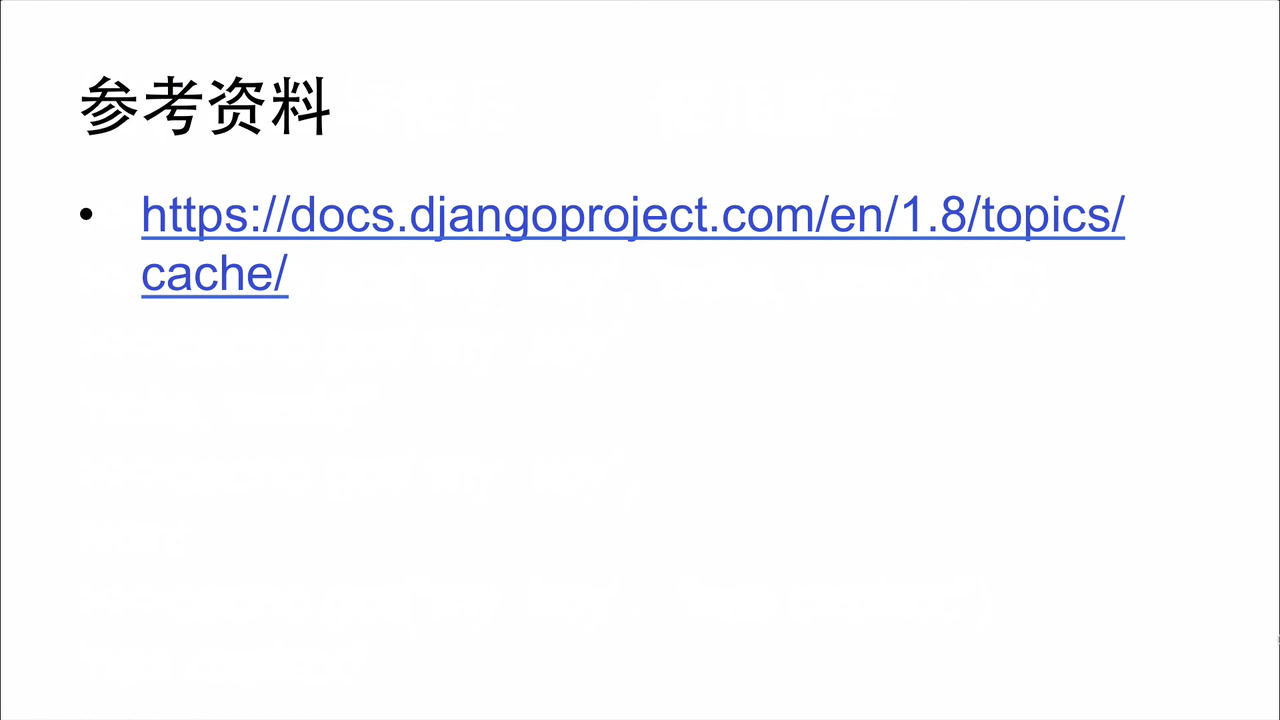 参考资料
• https://docs.djangoproject.com/en/1.8/topics/
cache/